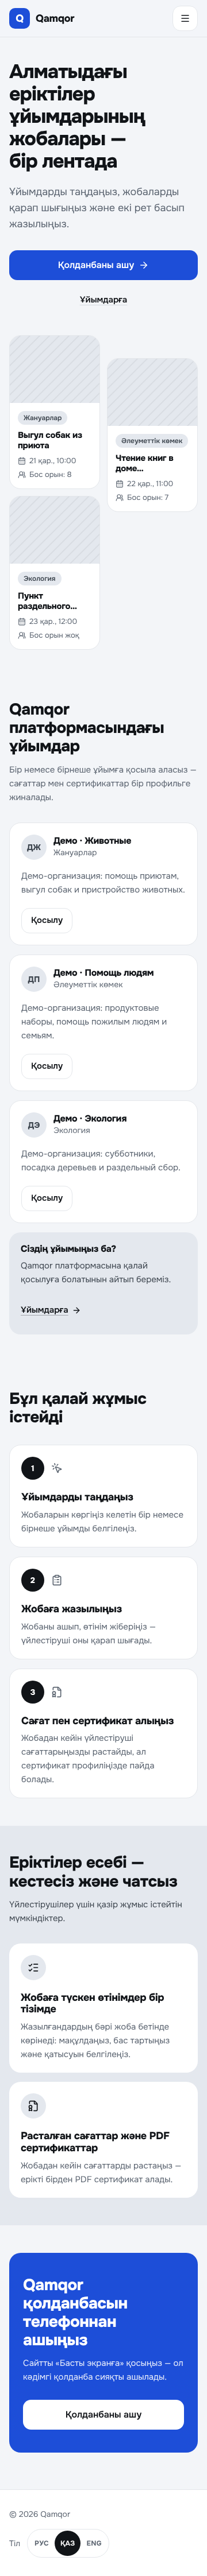 Q Qamqor
Алматыдағы
еріктілер
ұйымдарының
жобалары —
бір лентада
Ұйымдарды таңдаңыз, жобаларды
қарап шығыңыз және екі рет басып
жазылыңыз.
Қолданбаны ашу
Ұйымдарға
Жануарлар
Выгул собак из
приюта
21 қар., 10:00
Бос орын: 8
Әлеуметтік көмек
Чтение книг в
доме...
22 қар., 11:00
Бос орын: 7
Экология
Пункт
раздельного...
23 қар., 12:00
Бос орын жоқ
Qamqor
платформасындағы
ұйымдар
Бір немесе бірнеше ұйымға қосыла аласыз —
сағаттар мен сертификаттар бір профильге
жиналады.
ДЖ
Демо · Животные
Жануарлар
Демо-организация: помощь приютам,
выгул собак и пристройство животных.
Қосылу
ДП
Демо · Помощь людям
Әлеуметтік көмек
Демо-организация: продуктовые
наборы, помощь пожилым людям и
семьям.
Қосылу
ДЭ
Демо · Экология
Экология
Демо-организация: субботники,
посадка деревьев и раздельный сбор.
Қосылу
Сіздің ұйымыңыз ба?
Qamqor платформасына қалай
қосылуға болатынын айтып береміз.
Ұйымдарға
Бұл қалай жұмыс
істейді
1
Ұйымдарды таңдаңыз
Жобаларын көргіңіз келетін бір немесе
бірнеше ұйымды белгілеңіз.
2
Жобаға жазылыңыз
Жобаны ашып, өтінім жіберіңіз —
үйлестіруші оны қарап шығады.
3
Сағат пен сертификат алыңыз
Жобадан кейін үйлестіруші
сағаттарыңызды растайды, ал
сертификат профиліңізде пайда
болады.
Еріктілер есебі —
кестесіз және чатсыз
Үйлестірушілер үшін қазір жұмыс істейтін
мүмкіндіктер.
Жобаға түскен өтінімдер бір
тізімде
Жазылғандардың бәрі жоба бетінде
көрінеді: мақұлдаңыз, бас тартыңыз
және қатысуын белгілеңіз.
Расталған сағаттар және PDF
сертификаттар
Жобадан кейін сағаттарды растаңыз —
ерікті бірден PDF сертификат алады.
Qamqor
қолданбасын
телефоннан
ашыңыз
Сайтты «Басты экранға» қосыңыз — ол
кәдімгі қолданба сияқты ашылады.
Қолданбаны ашу
© 2026 Qamqor
Тіл РУС ҚАЗ ENG